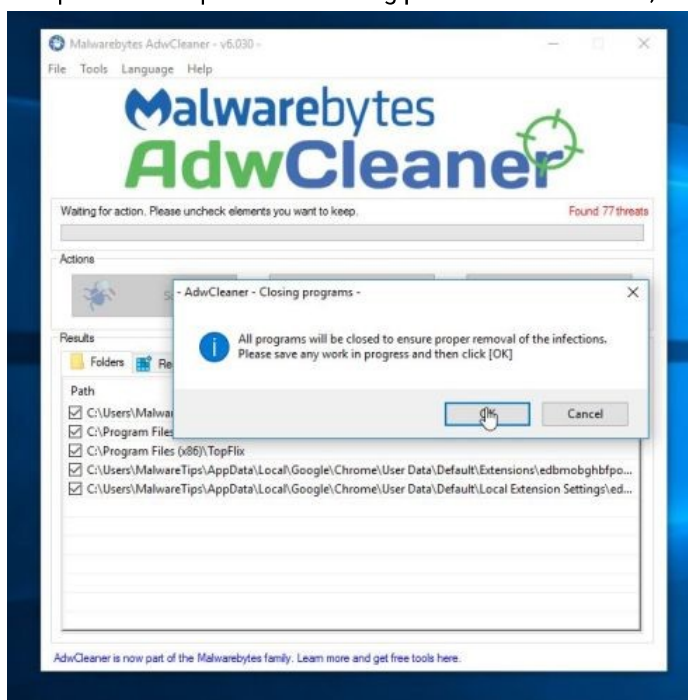 Malwarebytes AdwCleaner - v6.030 -
File Tools Language Help
Malwarebytes
AdwCleaner
Waiting for action. Please uncheck elements you want to keep.
Found 77 threats
Actions
- AdwCleaner - Closing programs -
All programs will be closed to ensure proper removal of the infections.
Please save any work in progress and then click [OK]
OK
Cancel
Results
Folders
Path
C:\Users\Malwar
C:\Program Files
C:\Program Files (x86)\TopFlix
C:\Users\MalwareTips\AppData\Local\Google\Chrome\User Data\Default\Extensions\edbmobghbfpo...
C:\Users\MalwareTips\AppData\Local\Google\Chrome\User Data\Default\Local Extension Settings\ed...
AdwCleaner is now part of the Malwarebytes family. Learn more and get free tools here.